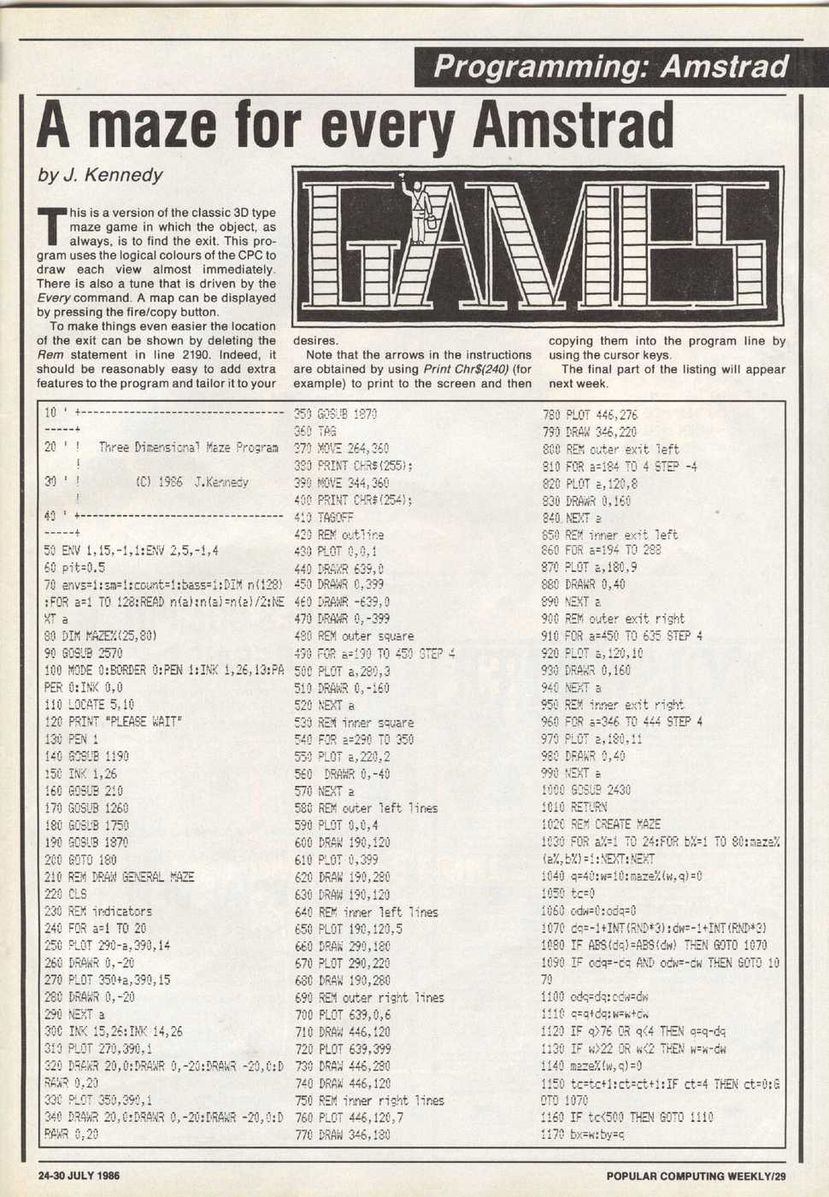 Programming: Amstrad
A maze for every Amstrad
by J. Kennedy
This is a version of the classic 3D type
maze game in which the object, as
always, is to find the exit. This pro-
gram uses the logical colours of the CPC to
draw each view almost immediately.
There is also a tune that is driven by the
Every command. A map can be displayed
by pressing the fire/copy button.
To make things even easier the location
of the exit can be shown by deleting the
Rem statement in line 2190. Indeed, it
should be reasonably easy to add extra
features to the program and tailor it to your
GAMES
desires.
Note that the arrows in the instructions
are obtained by using Print Chr$(240) (for
example) to print to the screen and then
copying them into the program line by
using the cursor keys.
The final part of the listing will appear
next week.
10 ' +------------------------------
-----+
20 ' !   Three Dimensional Maze Program
!
30 ' !        (C) 1986  J.Kennedy
!
40 ' +------------------------------
-----+
50 ENV 1,15,-1,1:ENV 2,5,-1,4
60 pit=0.5
70 envs=1:sm=1:count=1:bass=1:DIM n(128)
:FOR a=1 TO 128:READ n(a):n(a)=n(a)/2:NE
XT a
80 DIM MAZE%(25,80)
90 GOSUB 2570
100 MODE 0:BORDER 0:PEN 1:INK 1,26,13:PA
PER 0:INK 0,0
110 LOCATE 5,10
120 PRINT "PLEASE WAIT"
130 PEN 1
140 GOSUB 1190
150 INK 1,26
160 GOSUB 210
170 GOSUB 1260
180 GOSUB 1750
190 GOSUB 1870
200 GOTO 180
210 REM DRAW GENERAL MAZE
220 CLS
230 REM indicators
240 FOR a=1 TO 20
250 PLOT 290-a,390,14
260 DRAWR 0,-20
270 PLOT 350+a,390,15
280 DRAWR 0,-20
290 NEXT a
300 INK 15,26:INK 14,26
310 PLOT 270,390,1
320 DRAWR 20,0:DRAWR 0,-20:DRAWR -20,0:D
RAWR 0,20
330 PLOT 350,390,1
340 DRAWR 20,0:DRAWR 0,-20:DRAWR -20,0:D
RAWR 0,20
350 GOSUB 1870
360 TAG
370 MOVE 264,360
380 PRINT CHR$(255);
390 MOVE 344,360
400 PRINT CHR$(254);
410 TAGOFF
420 REM outline
430 PLOT 0,0,1
440 DRAWR 639,0
450 DRAWR 0,399
460 DRAWR -639,0
470 DRAWR 0,-399
480 REM outer square
490 FOR a=190 TO 450 STEP 4
500 PLOT a,280,3
510 DRAWR 0,-160
520 NEXT a
530 REM inner square
540 FOR a=290 TO 350
550 PLOT a,220,2
560  DRAWR 0,-40
570 NEXT a
580 REM outer left lines
590 PLOT 0,0,4
600 DRAW 190,120
610 PLOT 0,399
620 DRAW 190,280
630 DRAW 190,120
640 REM inner left lines
650 PLOT 190,120,5
660 DRAW 290,180
670 PLOT 290,220
680 DRAW 190,280
690 REM outer right lines
700 PLOT 639,0,6
710 DRAW 446,120
720 PLOT 639,399
730 DRAW 446,280
740 DRAW 446,120
750 REM inner right lines
760 PLOT 446,120,7
770 DRAW 346,180
780 PLOT 446,276
790 DRAW 346,220
800 REM outer exit left
810 FOR a=184 TO 4 STEP -4
820 PLOT a,120,8
830 DRAWR 0,160
840 NEXT a
850 REM inner exit left
860 FOR a=194 TO 288
870 PLOT a,180,9
880 DRAWR 0,40
890 NEXT a
900 REM outer exit right
910 FOR a=450 TO 635 STEP 4
920 PLOT a,120,10
930 DRAWR 0,160
940 NEXT a
950 REM inner exit right
960 FOR a=346 TO 444 STEP 4
970 PLOT a,180,11
980 DRAWR 0,40
990 NEXT a
1000 GOSUB 2430
1010 RETURN
1020 REM CREATE MAZE
1030 FOR a%=1 TO 24:FOR b%=1 TO 80:maze%
(a%,b%)=1:NEXT:NEXT
1040 q=40:w=10:maze%(w,q)=0
1050 tc=0
1060 odw=0:odq=0
1070 dq=-1+INT(RND*3):dw=-1+INT(RND*3)
1080 IF ABS(dq)=ABS(dw) THEN GOTO 1070
1090 IF odq=-dq AND odw=-dw THEN GOTO 10
70
1100 odq=dq:odw=dw
1110 q=q+dq:w=w+dw
1120 IF q>76 OR q<4 THEN q=q-dq
1130 IF w>22 OR w<2 THEN w=w-dw
1140 maze%(w,q)=0
1150 tc=tc+1:ct=ct+1:IF ct=4 THEN ct=0:G
OTO 1070
1160 IF tc<500 THEN GOTO 1110
1170 bx=w:by=q
24-30 JULY 1986
POPULAR COMPUTING WEEKLY/29